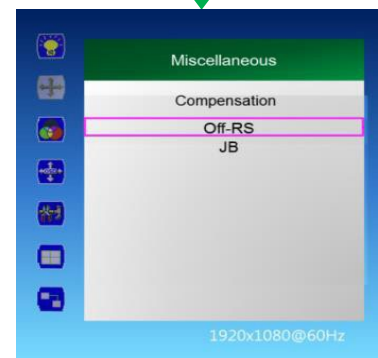 Miscellaneous
Compensation
Off-RS
JB
1920x1080@60Hz